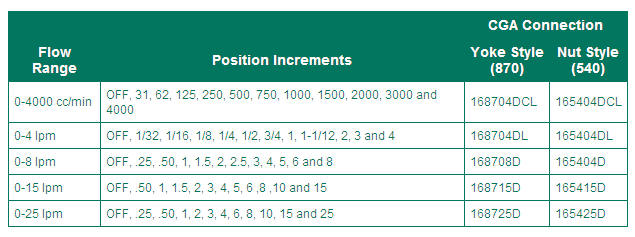 CGA Connection
Flow Range Position Increments Yoke Style (870) Nut Style (540)
0-4000 cc/min OFF, 31, 62, 125, 250, 500, 750, 1000, 1500, 2000, 3000 and 4000 168704DCL 165404DCL
0-4 lpm OFF, 1/32, 1/16, 1/8, 1/4, 1/2, 3/4, 1, 1-1/12, 2, 3 and 4 168704DL 165404DL
0-8 lpm OFF, .25, .50, 1, 1.5, 2, 2.5, 3, 4, 5, 6 and 8 168708D 165404D
0-15 lpm OFF, .50, 1, 1.5, 2, 3, 4, 5, 6 ,8 ,10 and 15 168715D 165415D
0-25 lpm OFF, .25, .50, 1, 2, 3, 4, 6, 8, 10, 15 and 25 168725D 165425D